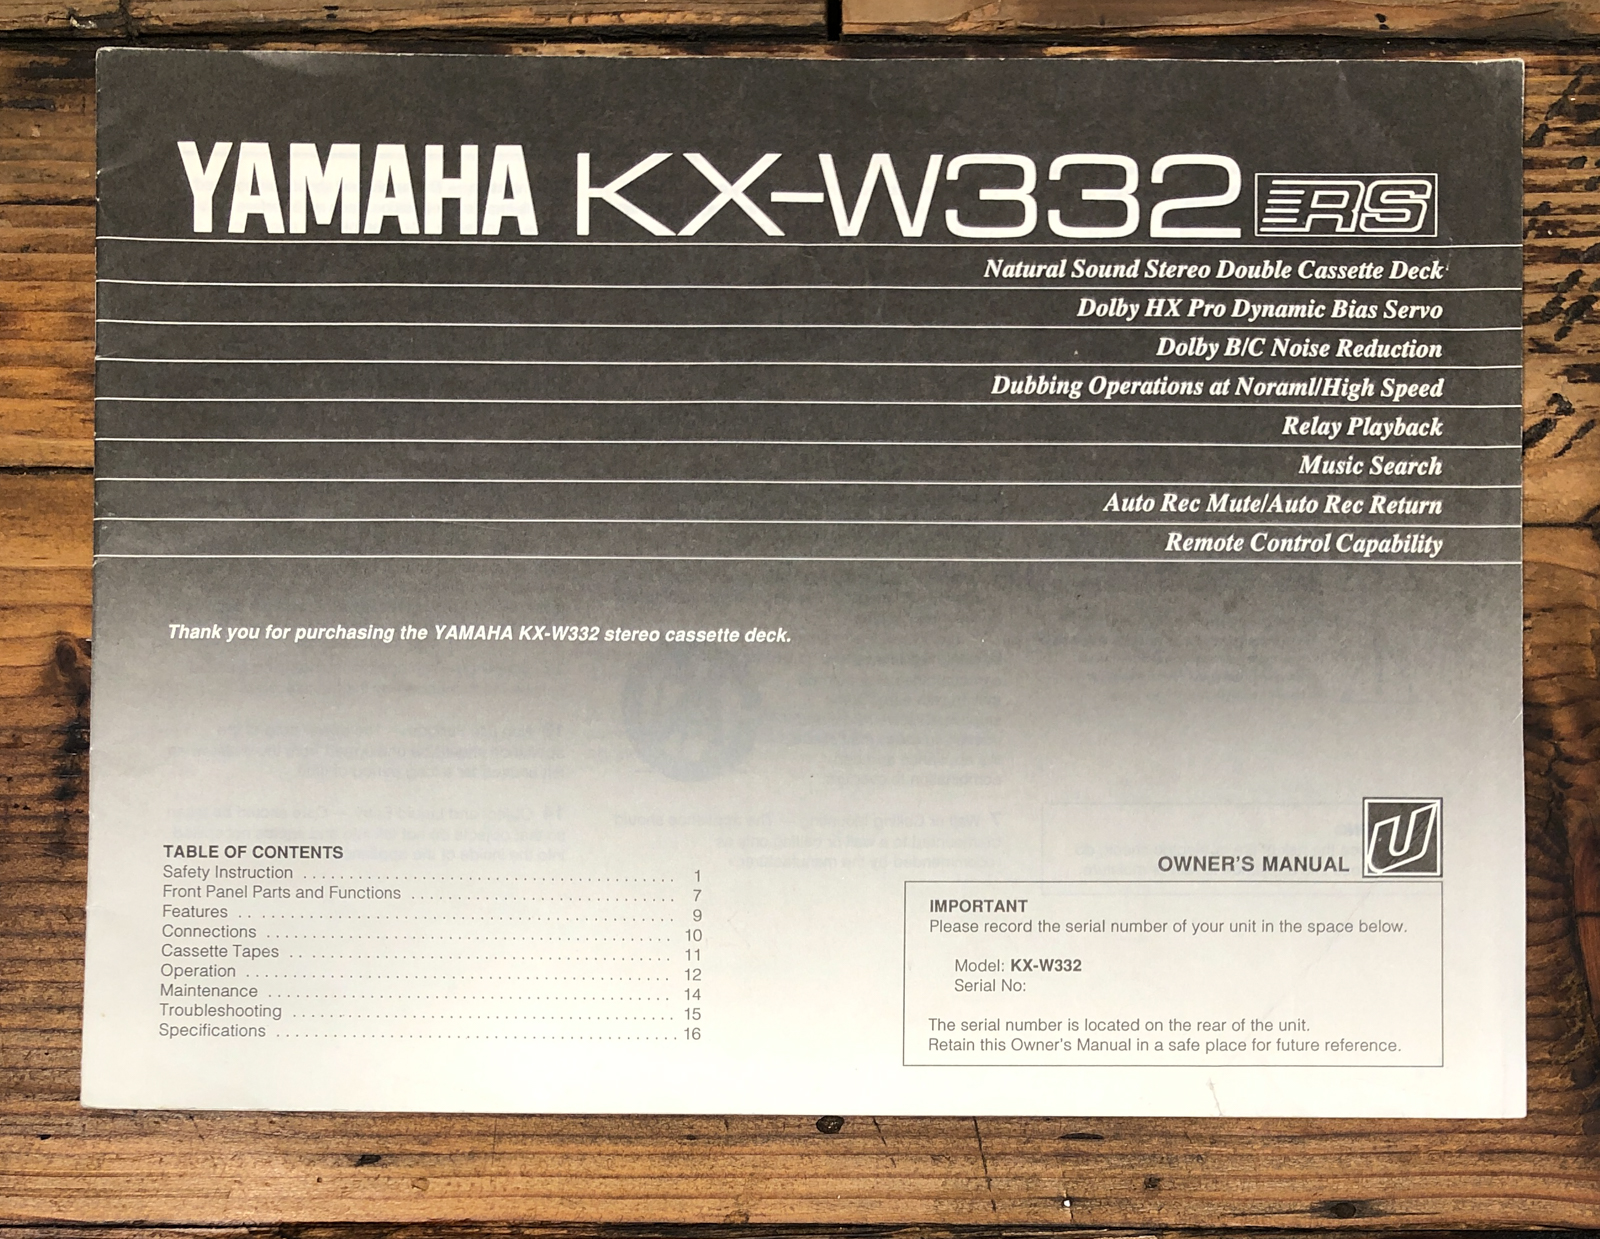 YAMAHA KX-W332 RS
Natural Sound Stereo Double Cassette Deck
Dolby HX Pro Dynamic Bias Servo
Dolby B/C Noise Reduction
Dubbing Operations at Noraml/High Speed
Relay Playback
Music Search
Auto Rec Mute/Auto Rec Return
Remote Control Capability
Thank you for purchasing the YAMAHA KX-W332 stereo cassette deck.
TABLE OF CONTENTS
Safety Instruction 1
Front Panel Parts and Functions 7
Features 9
Connections 10
Cassette Tapes 11
Operation 12
Maintenance 14
Troubleshooting 15
Specifications 16
OWNER'S MANUAL U
IMPORTANT
Please record the serial number of your unit in the space below.
Model: KX-W332
Serial No:
The serial number is located on the rear of the unit.
Retain this Owner's Manual in a safe place for future reference.